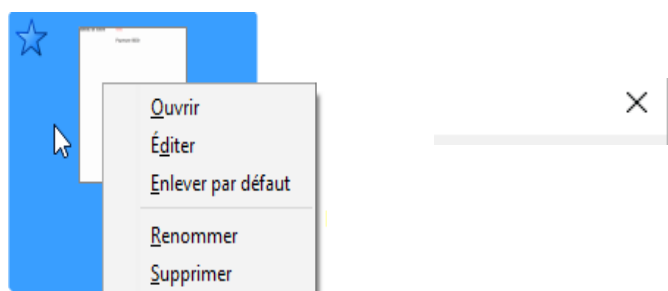 Ouvrir
Éditer
Enlever par défaut
Renommer
Supprimer